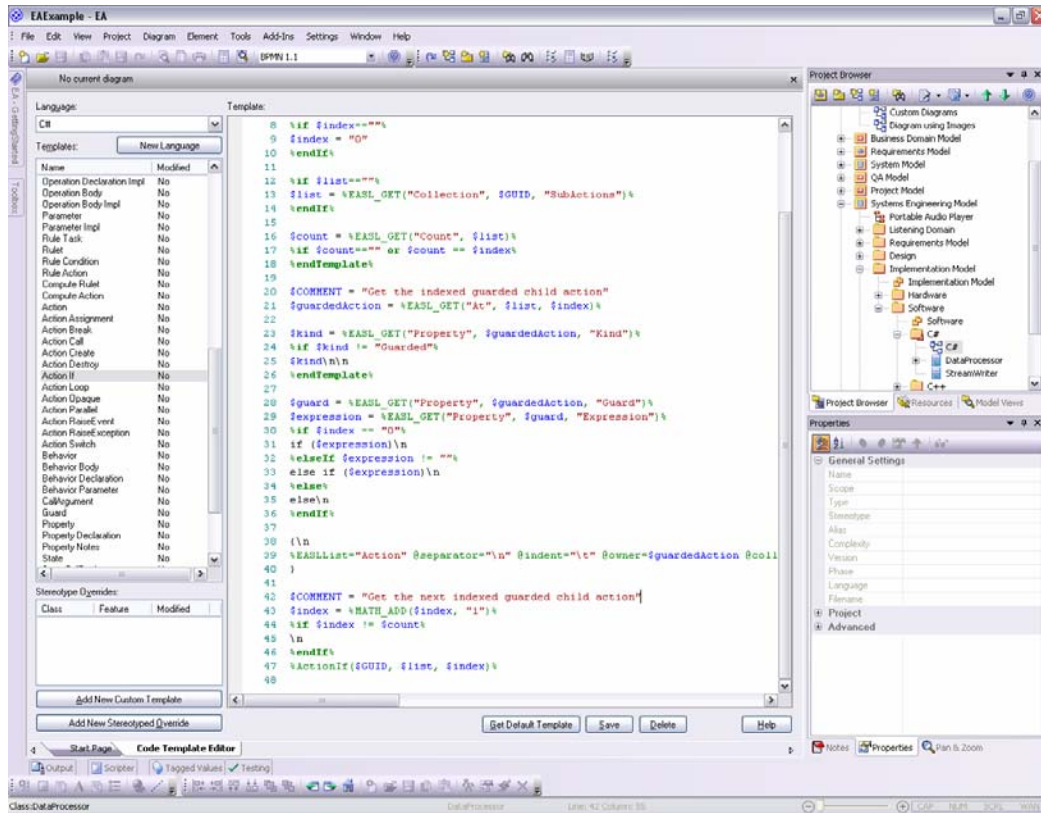 EAExample - EA
File Edit View Project Diagram Element Tools Add-Ins Settings Window Help
BPMN 1.1
EA - GettingStarted
Toolbox
No current diagram
Language:
C#
Templates:
New Language
Name Modified
Operation Declaration Impl No
Operation Body No
Operation Body Impl No
Parameter No
Parameter Impl No
Rule Task No
Rulet No
Rule Condition No
Rule Action No
Compute Rulet No
Compute Action No
Action No
Action Assignment No
Action Break No
Action Call No
Action Create No
Action Destroy No
Action If No
Action Loop No
Action Opaque No
Action Parallel No
Action RaiseEvent No
Action RaiseException No
Action Switch No
Behavior No
Behavior Body No
Behavior Declaration No
Behavior Parameter No
CallArgument No
Guard No
Property No
Property Declaration No
Property Notes No
State No
Stereotype Overrides:
Class Feature Modified
Add New Custom Template
Add New Stereotyped Override
Template:
8 %if $index==""%
9 $index = "0"
10 %endIf%
11
12 %if $list==""%
13 $list = %EASL_GET("Collection", $GUID, "SubActions")%
14 %endIf%
15
16 $count = %EASL_GET("Count", $list)%
17 %if $count=="" or $count == $index%
18 %endTemplate%
19
20 $COMMENT = "Get the indexed guarded child action"
21 $guardedAction = %EASL_GET("At", $list, $index)%
22
23 $kind = %EASL_GET("Property", $guardedAction, "Kind")%
24 %if $kind != "Guarded"%
25 $kind\n\n
26 %endTemplate%
27
28 $guard = %EASL_GET("Property", $guardedAction, "Guard")%
29 $expression = %EASL_GET("Property", $guard, "Expression")%
30 %if $index == "0"%
31 if ($expression)\n
32 %elseIf $expression != ""%
33 else if ($expression)\n
34 %else%
35 else\n
36 %endIf%
37
38 {\n
39 %EASLList="Action" @separator="\n" @indent="\t" @owner=$guardedAction @coll
40 }
41
42 $COMMENT = "Get the next indexed guarded child action"
43 $index = %MATH_ADD($index, "1")%
44 %if $index != $count%
45 \n
46 %endIf%
47 %ActionIf($GUID, $list, $index)%
48
Get Default Template Save Delete Help
Start Page Code Template Editor
Output Scripter Tagged Values Testing
Project Browser
Custom Diagrams
Diagram using Images
Business Domain Model
Requirements Model
System Model
QA Model
Project Model
Systems Engineering Model
Portable Audio Player
Listening Domain
Requirements Model
Design
Implementation Model
Implementation Model
Hardware
Software
Software
C#
C#
DataProcessor
StreamWriter
C++
Project Browser Resources Model Views
Properties
General Settings
Name
Scope
Type
Stereotype
Alias
Complexity
Version
Phase
Language
Filename
Project
Advanced
Notes Properties Pan & Zoom
Class:DataProcessor DataProcessor Line: 42 Column: 55 CAP NUM SCRL WAN